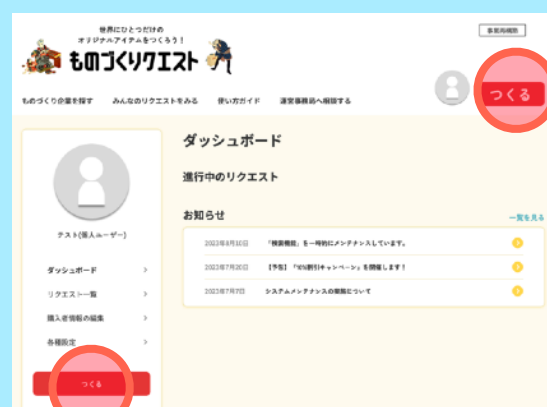 世界にひとつだけの
オリジナルアイテムをつくろう！
ものづくりクエスト
ものづくり企業を探す みんなのリクエストをみる 使い方ガイド 運営事務局へ相談する
つくる
ダッシュボード
進行中のリクエスト
お知らせ
一覧を見る
2023年8月10日 「検索機能」を一時的にメンテナンスしています。
2023年7月20日 【予告】「10%割引キャンペーン」を開催します！
2023年7月7日 システムメンテナンスの実施について
テスト(個人ユーザー)
ダッシュボード
リクエスト一覧
購入者情報の編集
各種設定
つくる